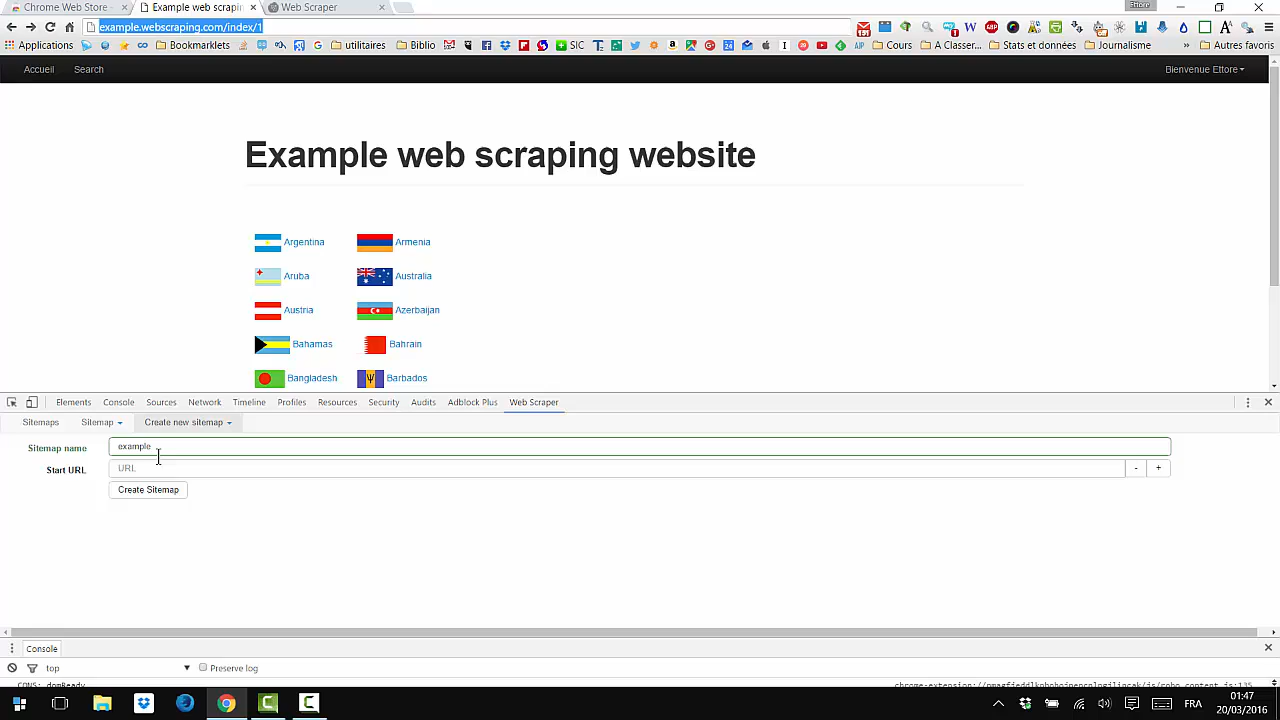 Chrome Web Store –
Example web scrapin
Web Scraper
Ettore
example.webscraping.com/index/1
Applications
Bookmarklets
utilitaires
Biblio
SIC
Cours
A Classer...
Stats et données
Journalisme
»
Autres favoris
Accueil
Search
Bienvenue Ettore
Example web scraping website
Argentina
Armenia
Aruba
Australia
Austria
Azerbaijan
Bahamas
Bahrain
Bangladesh
Barbados
Elements
Console
Sources
Network
Timeline
Profiles
Resources
Security
Audits
Adblock Plus
Web Scraper
Sitemaps
Sitemap
Create new sitemap
Sitemap name
example
Start URL
URL
-
+
Create Sitemap
Console
top
Preserve log
CONS: domReady
01:47
FRA
20/03/2016